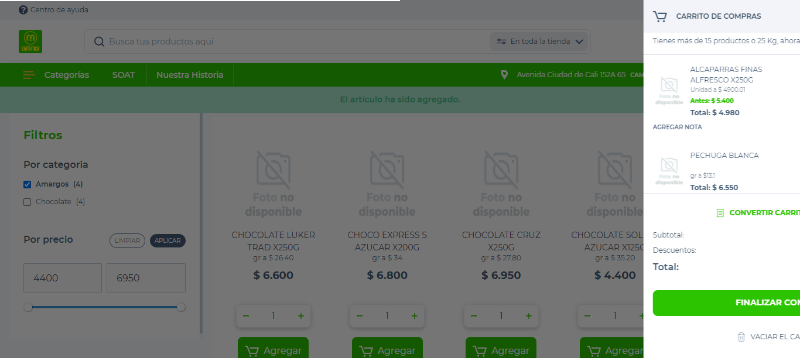 Centro de ayuda
Busca tus productos aquí
En toda la tienda
Categorías
SOAT
Nuestra Historia
Avenida Ciudad de Cali 152A 65
El artículo ha sido agregado.
Filtros
Por categoria
Amargos (4)
Chocolate (4)
Por precio
LIMPIAR
APLICAR
4400
6950
Foto no
disponible
CHOCOLATE LUKER
TRAD X250G
gr a $ 26.40
$ 6.600
1
Agregar
Foto no
disponible
CHOCO EXPRESS S
AZUCAR X200G
gr a $ 34
$ 6.800
1
Agregar
Foto no
disponible
CHOCOLATE CRUZ
X250G
gr a $ 27.80
$ 6.950
1
Agregar
Foto no
disponible
CHOCOLATE SOL
AZUCAR X125G
gr a $ 35.20
$ 4.400
1
Agregar
CARRITO DE COMPRAS
Tienes más de 15 productos o 25 Kg, ahora
Foto no
disponible
ALCAPARRAS FINAS
ALFRESCO X250G
Unidad a $ 4900.01
Antes: $ 5.400
Total: $ 4.980
AGREGAR NOTA
Foto no
disponible
PECHUGA BLANCA
gr a $13.1
Total: $ 6.550
CONVERTIR CARRIT
Subtotal:
Descuentos:
Total:
FINALIZAR COM
VACIAR EL CA